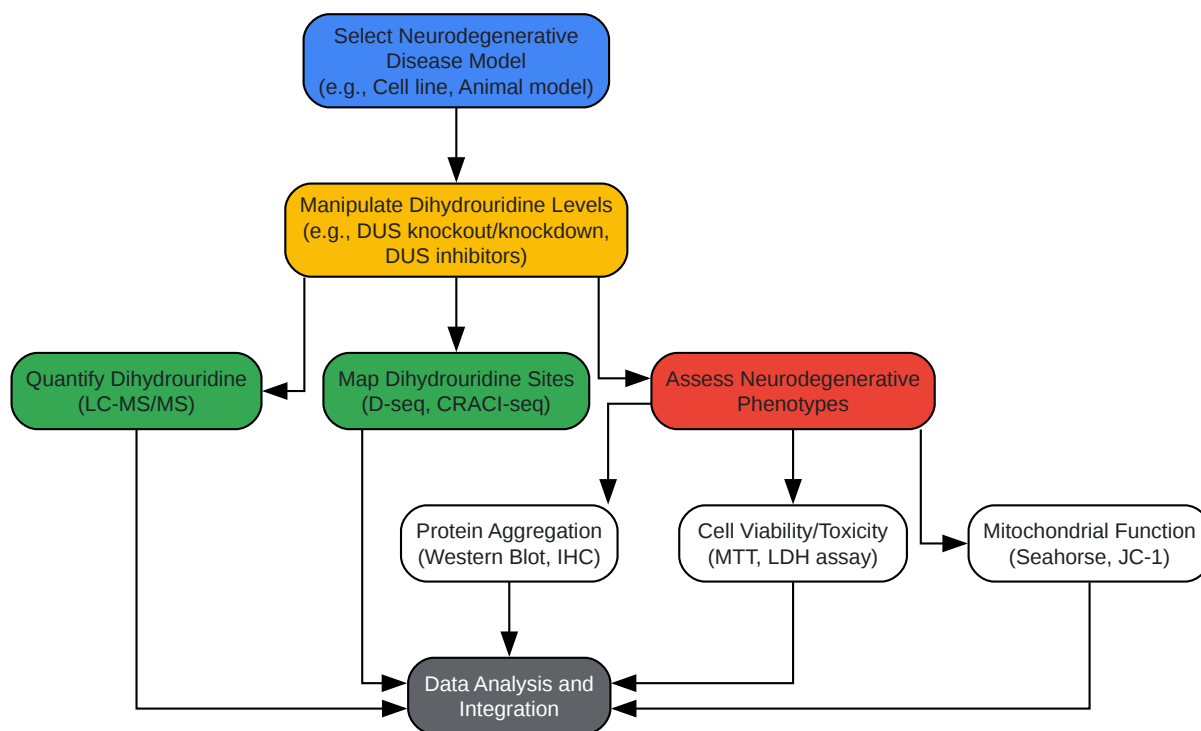 Select Neurodegenerative
Disease Model
(e.g., Cell line, Animal model)
Manipulate Dihydrouridine Levels
(e.g., DUS knockout/knockdown,
DUS inhibitors)
Quantify Dihydrouridine
(LC-MS/MS)
Map Dihydrouridine Sites
(D-seq, CRACI-seq)
Assess Neurodegenerative
Phenotypes
Protein Aggregation
(Western Blot, IHC)
Cell Viability/Toxicity
(MTT, LDH assay)
Mitochondrial Function
(Seahorse, JC-1)
Data Analysis and
Integration